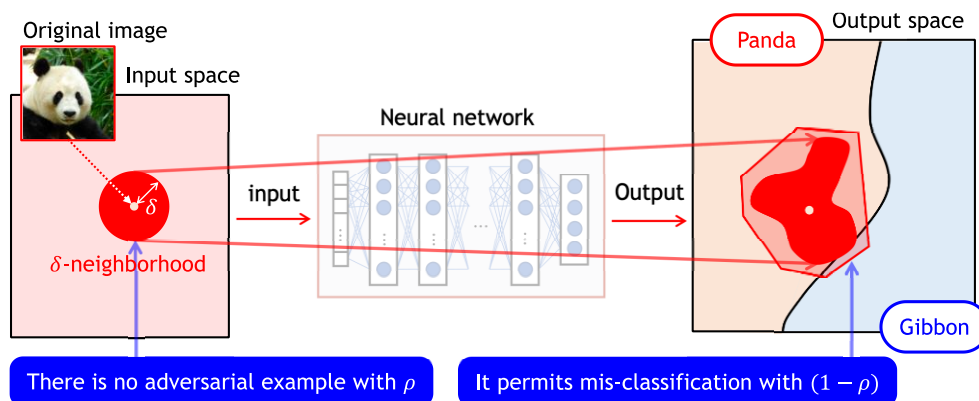 Original image
Input space
δ
δ-neighborhood
There is no adversarial example with ρ
input
Neural network
...
Output
Output space
Panda
Gibbon
It permits mis-classification with (1 − ρ)